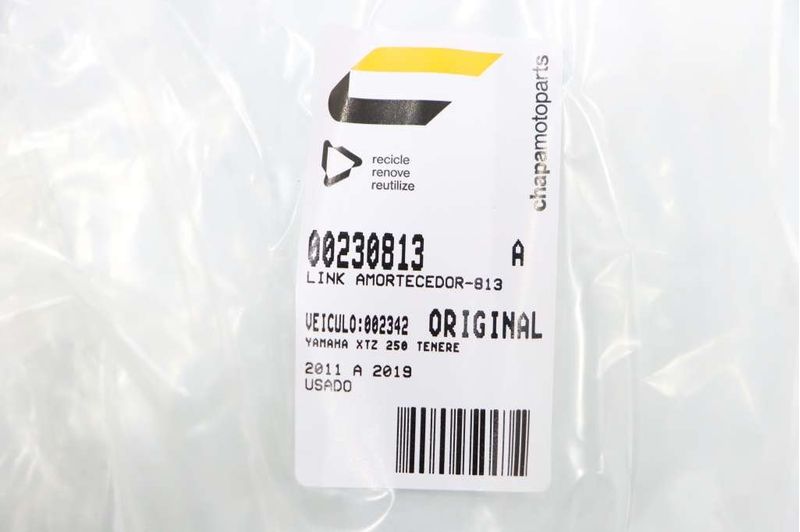 chapamotoparts
recicle
renove
reutilize
00230813 A
LINK AMORTECEDOR-813
VEICULO:002342 ORIGINAL
YAMAHA XTZ 250 TENERE
2011 A 2019
USADO